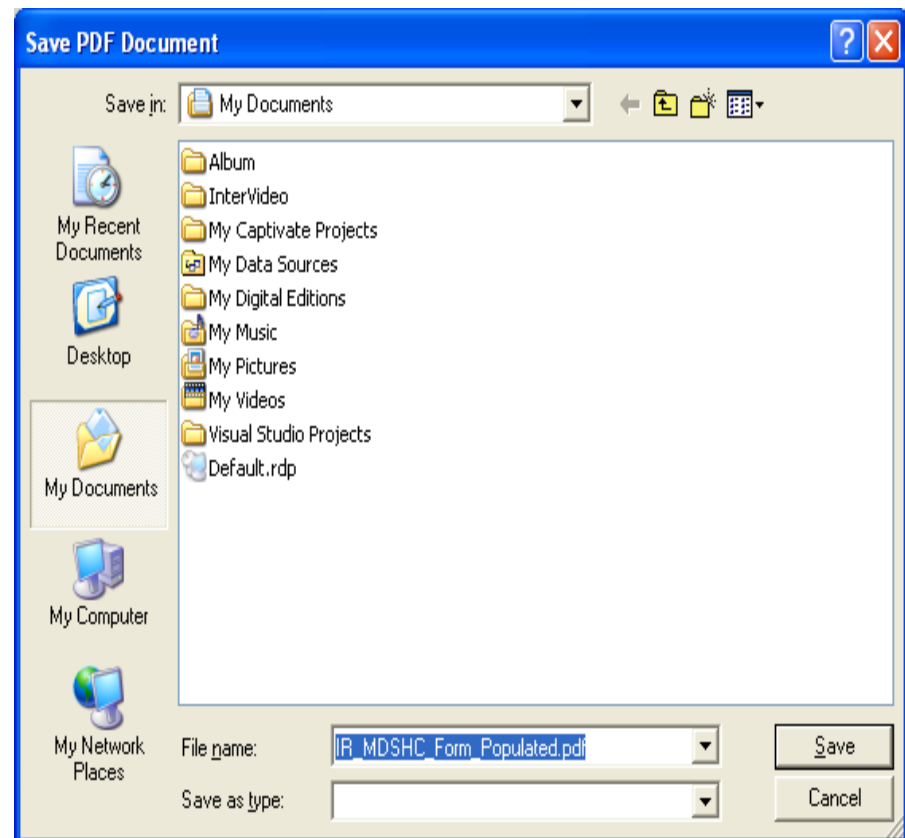 Save PDF Document
Save in:
My Documents
My Recent
Documents
Desktop
My Documents
My Computer
My Network
Places
Album
InterVideo
My Captivate Projects
My Data Sources
My Digital Editions
My Music
My Pictures
My Videos
Visual Studio Projects
Default.rdp
File name:
IR_MDSHC_Form_Populated.pdf
Save
Save as type:
Cancel